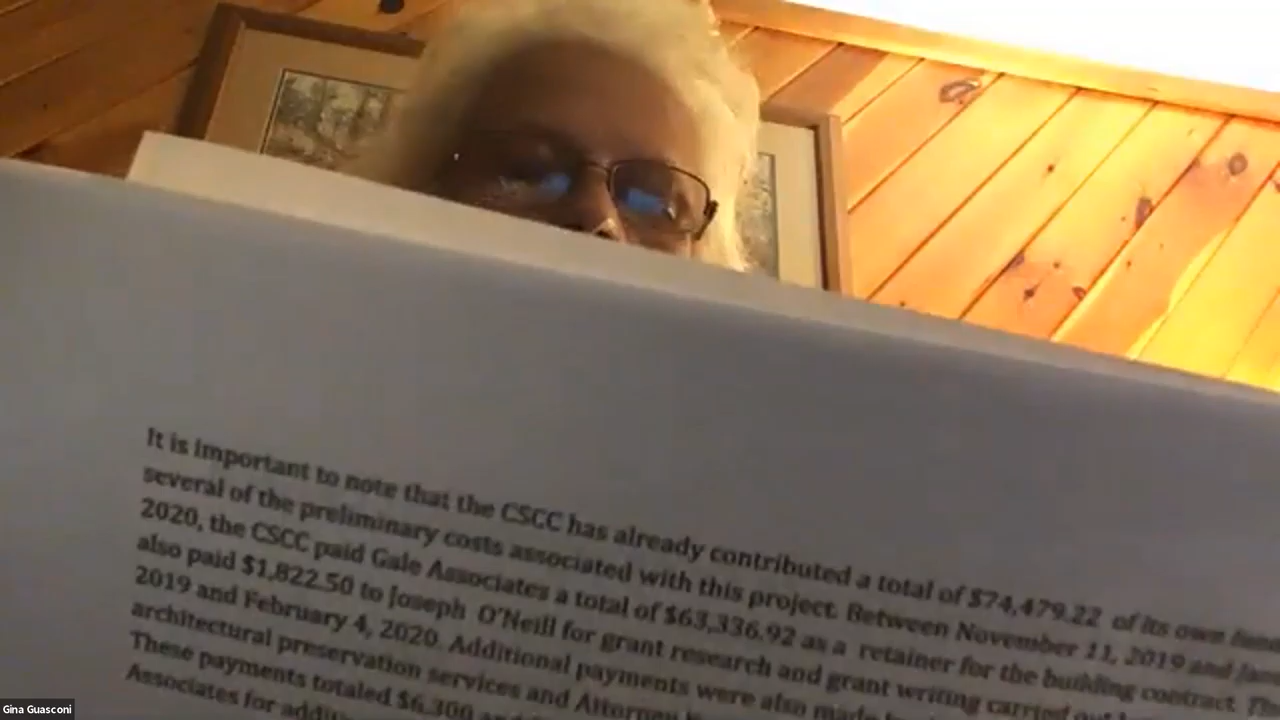 It is important to note that the CSCC has already contributed a total of $74,479.22 of its own
several of the preliminary costs associated with this project. Between November 11, 2019 and
2020, the CSCC paid Gale Associates a total of $63,336.92 as a retainer for the building contract.
also paid $1,822.50 to Joseph O'Neill for grant research and grant writing carried
2019 and February 4, 2020. Additional payments were also made
architectural preservation services and Attorney
These payments totaled $6,300
Associates for
Gina Guasconi